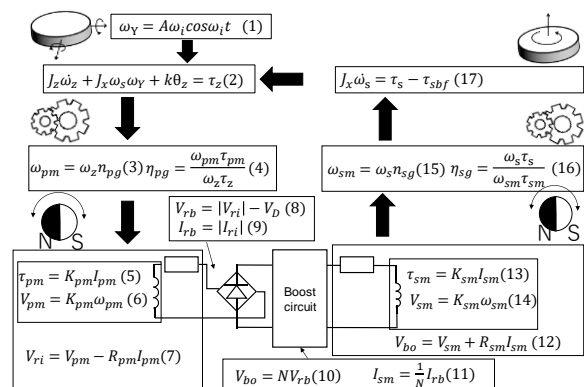 ω_Y = Aω_i cosω_i t (1)
J_z ω̇_z + J_x ω_s ω_Y + kθ_z = τ_z (2)
J_x ω̇_s = τ_s − τ_sbf (17)
ω_pm = ω_z n_pg (3) η_pg = ω_pm τ_pm / ω_z τ_z (4)
ω_sm = ω_s n_sg (15) η_sg = ω_s τ_s / ω_sm τ_sm (16)
N S
V_rb = |V_ri| − V_D (8)
I_rb = |I_ri| (9)
N S
τ_pm = K_pm I_pm (5)
V_pm = K_pm ω_pm (6)
V_ri = V_pm − R_pm I_pm (7)
Boost
circuit
τ_sm = K_sm I_sm (13)
V_sm = K_sm ω_sm (14)
V_bo = V_sm + R_sm I_sm (12)
V_bo = NV_rb (10) I_sm = 1/N I_rb (11)